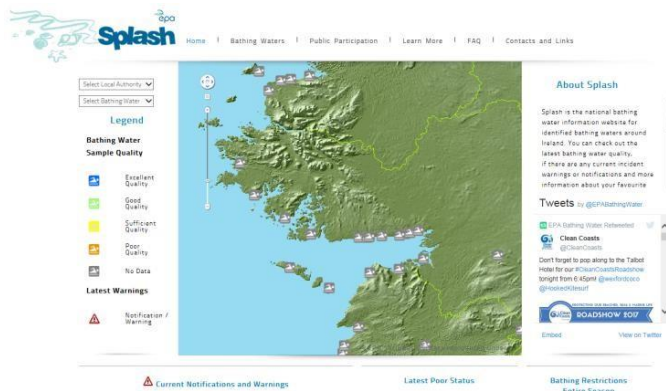 epa
Splash
Home | Bathing Waters | Public Participation | Learn More | FAQ | Contacts and Links
Select Local Authority
Select Bathing Water
Legend
Bathing Water
Sample Quality
Excellent
Quality
Good
Quality
Sufficient
Quality
Poor
Quality
No Data
Latest Warnings
Notification /
Warning
About Splash
Splash is the national bathing
water information website for
identified bathing waters around
Ireland. You can check out the
latest bathing water quality,
if there are any current incident
warnings or notifications and more
information about your favourite
Tweets by @EPABathingWater
EPA Bathing Water Retweeted
Clean Coasts
@CleanCoasts
Don't forget to pop along to the Talbot
Hotel for our #CleanCoastsRoadshow
tonight from 6:45pm! @wexfordcoco
@HookedKitesurf
ROADSHOW 2017
Embed
View on Twitter
Current Notifications and Warnings
Latest Poor Status
Bathing Restrictions
Entire Season